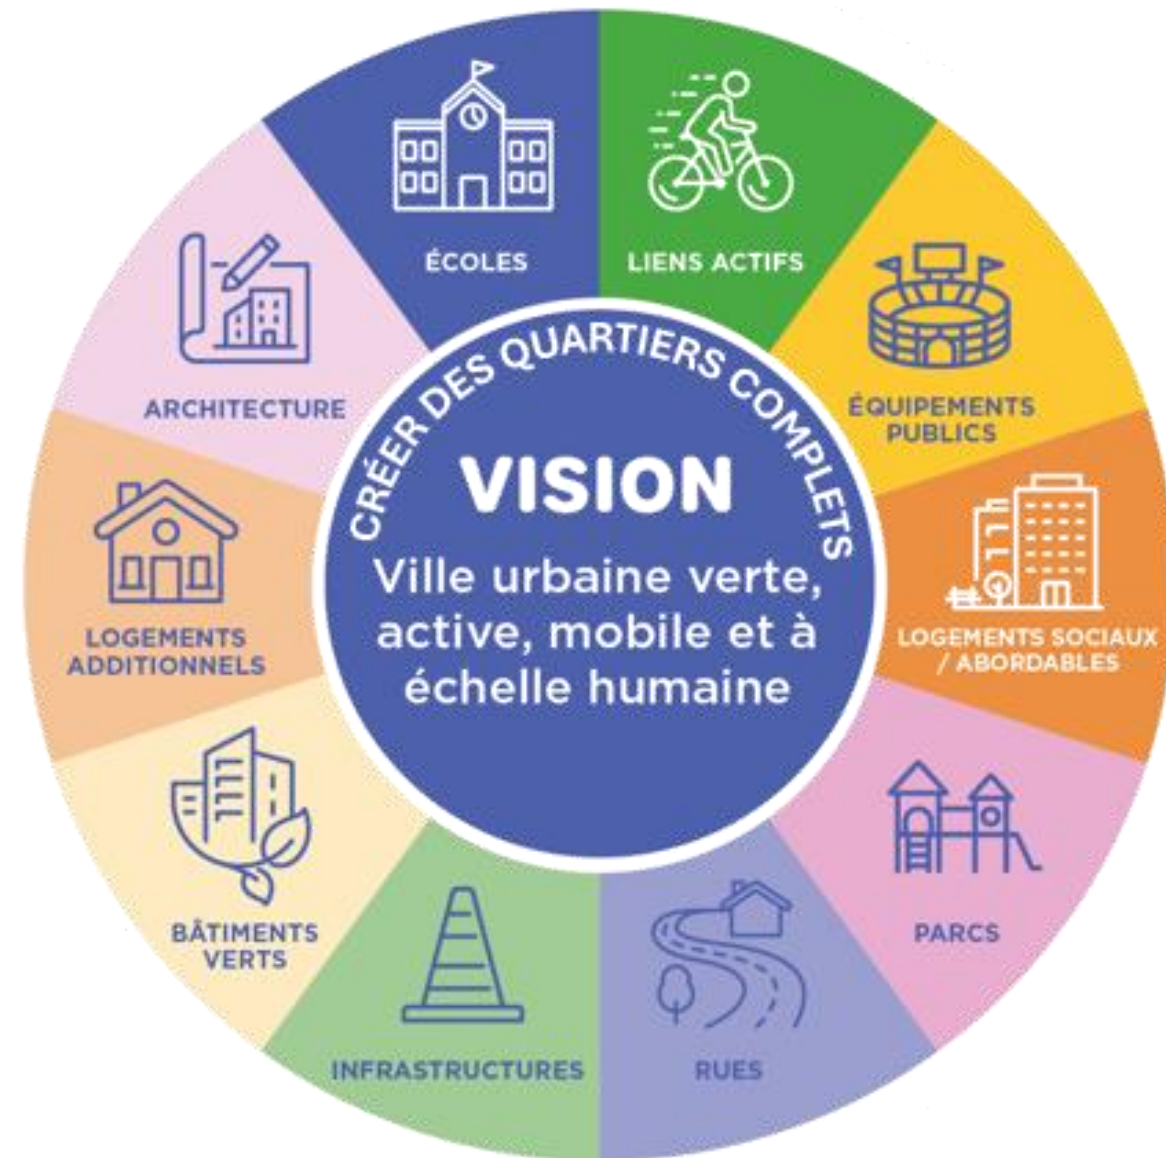 ÉCOLES
LIENS ACTIFS
ÉQUIPEMENTS
PUBLICS
LOGEMENTS SOCIAUX
/ ABORDABLES
PARCS
RUES
INFRASTRUCTURES
BÂTIMENTS
VERTS
LOGEMENTS
ADDITIONNELS
ARCHITECTURE
CRÉER DES QUARTIERS COMPLETS
VISION
Ville urbaine verte,
active, mobile et à
échelle humaine